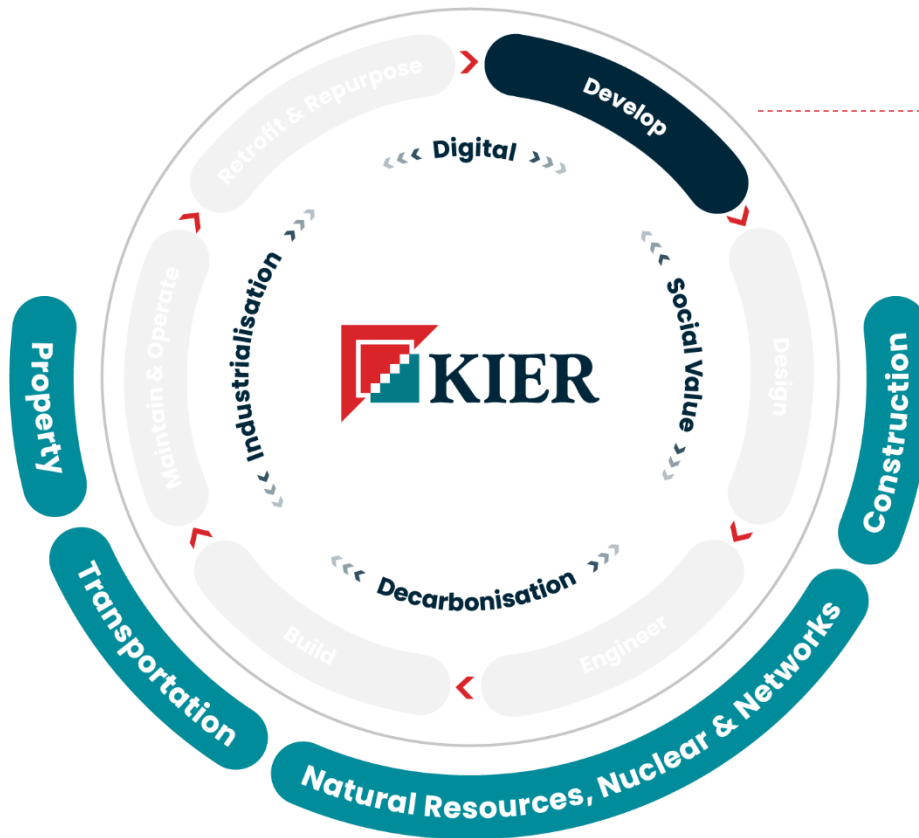 Retrofit & Repurpose
Develop
Digital
Industrialisation
Social Value
Maintain & Operate
Design
KIER
Property
Construction
Decarbonisation
Build
Engineer
Transportation
Natural Resources, Nuclear & Networks